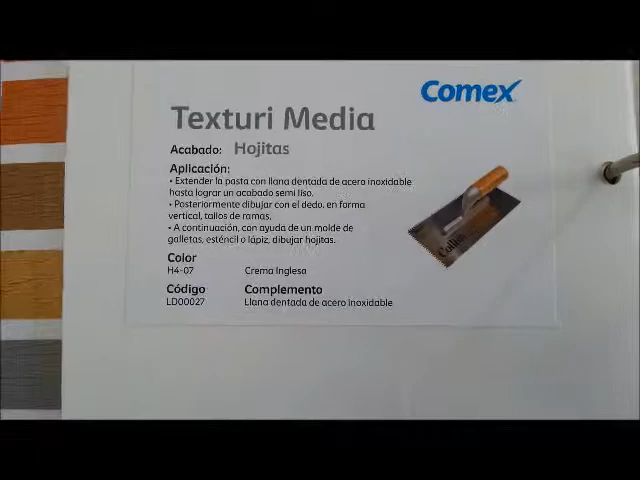 Comex
Texturi Media
Acabado: Hojitas
Aplicación:
• Extender la pasta con llana dentada de acero inoxidable
hasta lograr un acabado semi liso.
• Posteriormente dibujar con el dedo, en forma
vertical, tallos de ramas.
• A continuación, con ayuda de un molde de
galletas, esténcil o lápiz, dibujar hojitas.
Color
H4-07 Crema Inglesa
Código Complemento
LD00027 Llana dentada de acero inoxidable